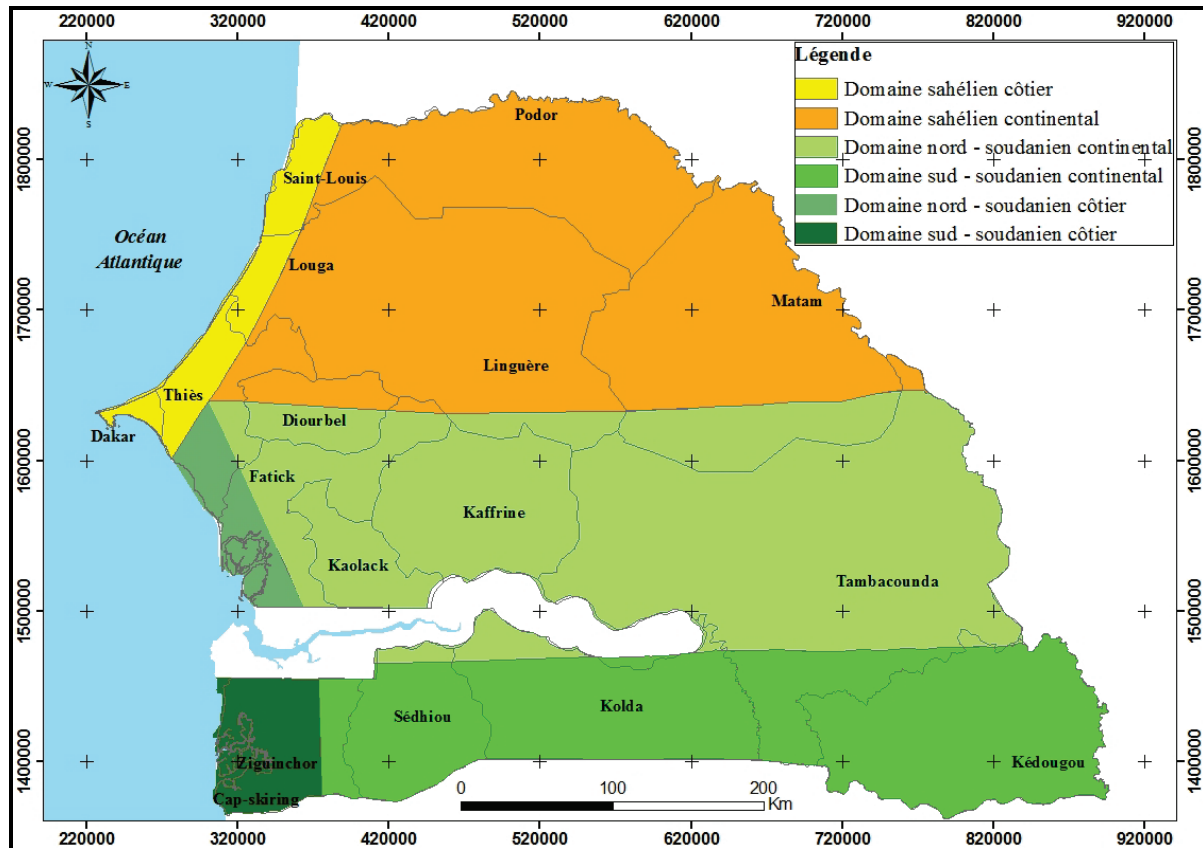 220000 320000 420000 520000 620000 720000 820000 920000
N
W E
S
Légende
Domaine sahélien côtier
Domaine sahélien continental
Domaine nord - soudanien continental
Domaine sud - soudanien continental
Domaine nord - soudanien côtier
Domaine sud - soudanien côtier
Podor
1800000 1800000
Saint-Louis
Océan
Atlantique
Louga
Matam
1700000 1700000
Linguère
Thiès
Diourbel
Dakar
1600000 1600000
Fatick
Kaffrine
Kaolack
Tambacounda
1500000 1500000
Kolda
Sédhiou
1400000 1400000
Ziguinchor
Kédougou
Cap-skiring
0 100 200
Km
220000 320000 420000 520000 620000 720000 820000 920000